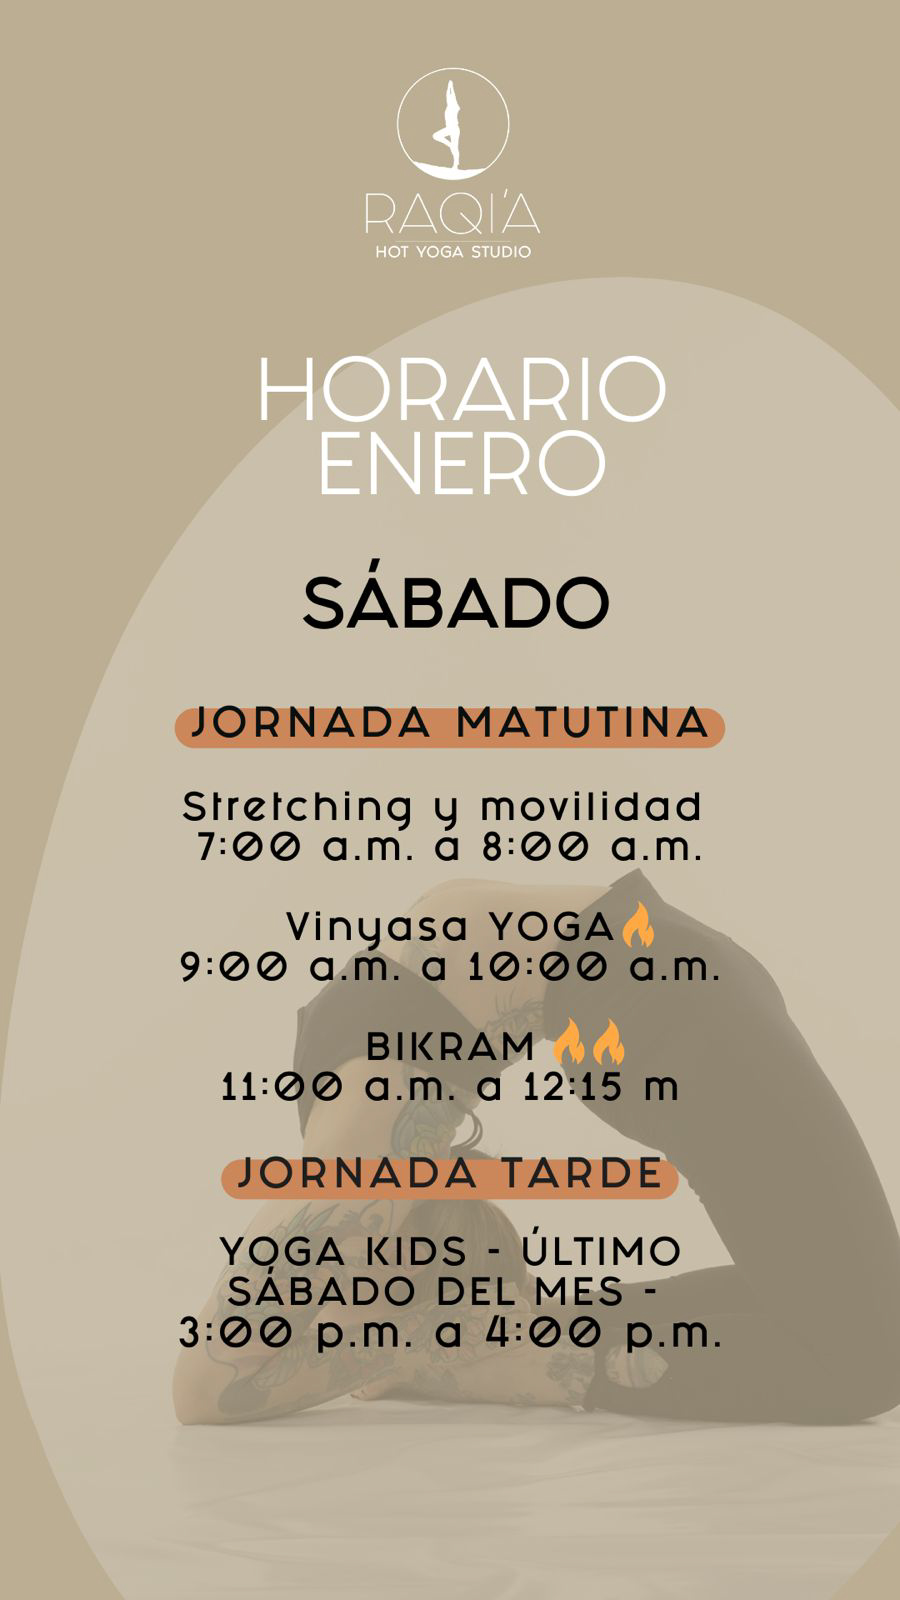 RAQI'A
HOT YOGA STUDIO
HORARIO
ENERO
SÁBADO
JORNADA MATUTINA
Stretching y movilidad
7:00 a.m. a 8:00 a.m.
Vinyasa YOGA🔥
9:00 a.m. a 10:00 a.m.
BIKRAM 🔥🔥
11:00 a.m. a 12:15 m
JORNADA TARDE
YOGA KIDS - ÚLTIMO
SÁBADO DEL MES -
3:00 p.m. a 4:00 p.m.